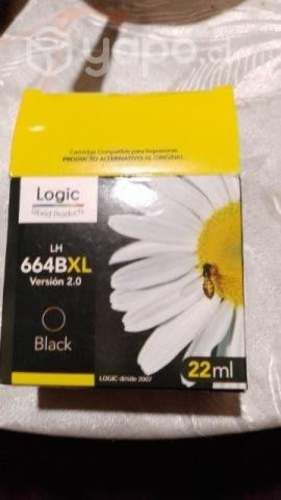 yapo.cl
Cartridge Compatible para Impresoras
PRODUCTO ALTERNATIVO AL ORIGINAL
Logic
LH
664BXL
Versión 2.0
Black
22ml
LOGIC desde 2007